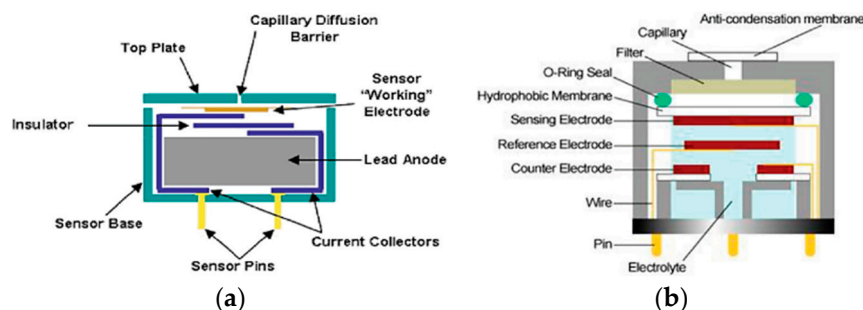 Capillary Diffusion
Barrier
Top Plate
Sensor
“Working”
Electrode
Insulator
Lead Anode
Sensor Base
Current Collectors
Sensor Pins
(a)
Anti-condensation membrane
Capillary
Filter
O-Ring Seal
Hydrophobic Membrane
Sensing Electrode
Reference Electrode
Counter Electrode
Wire
Pin
Electrolyte
(b)